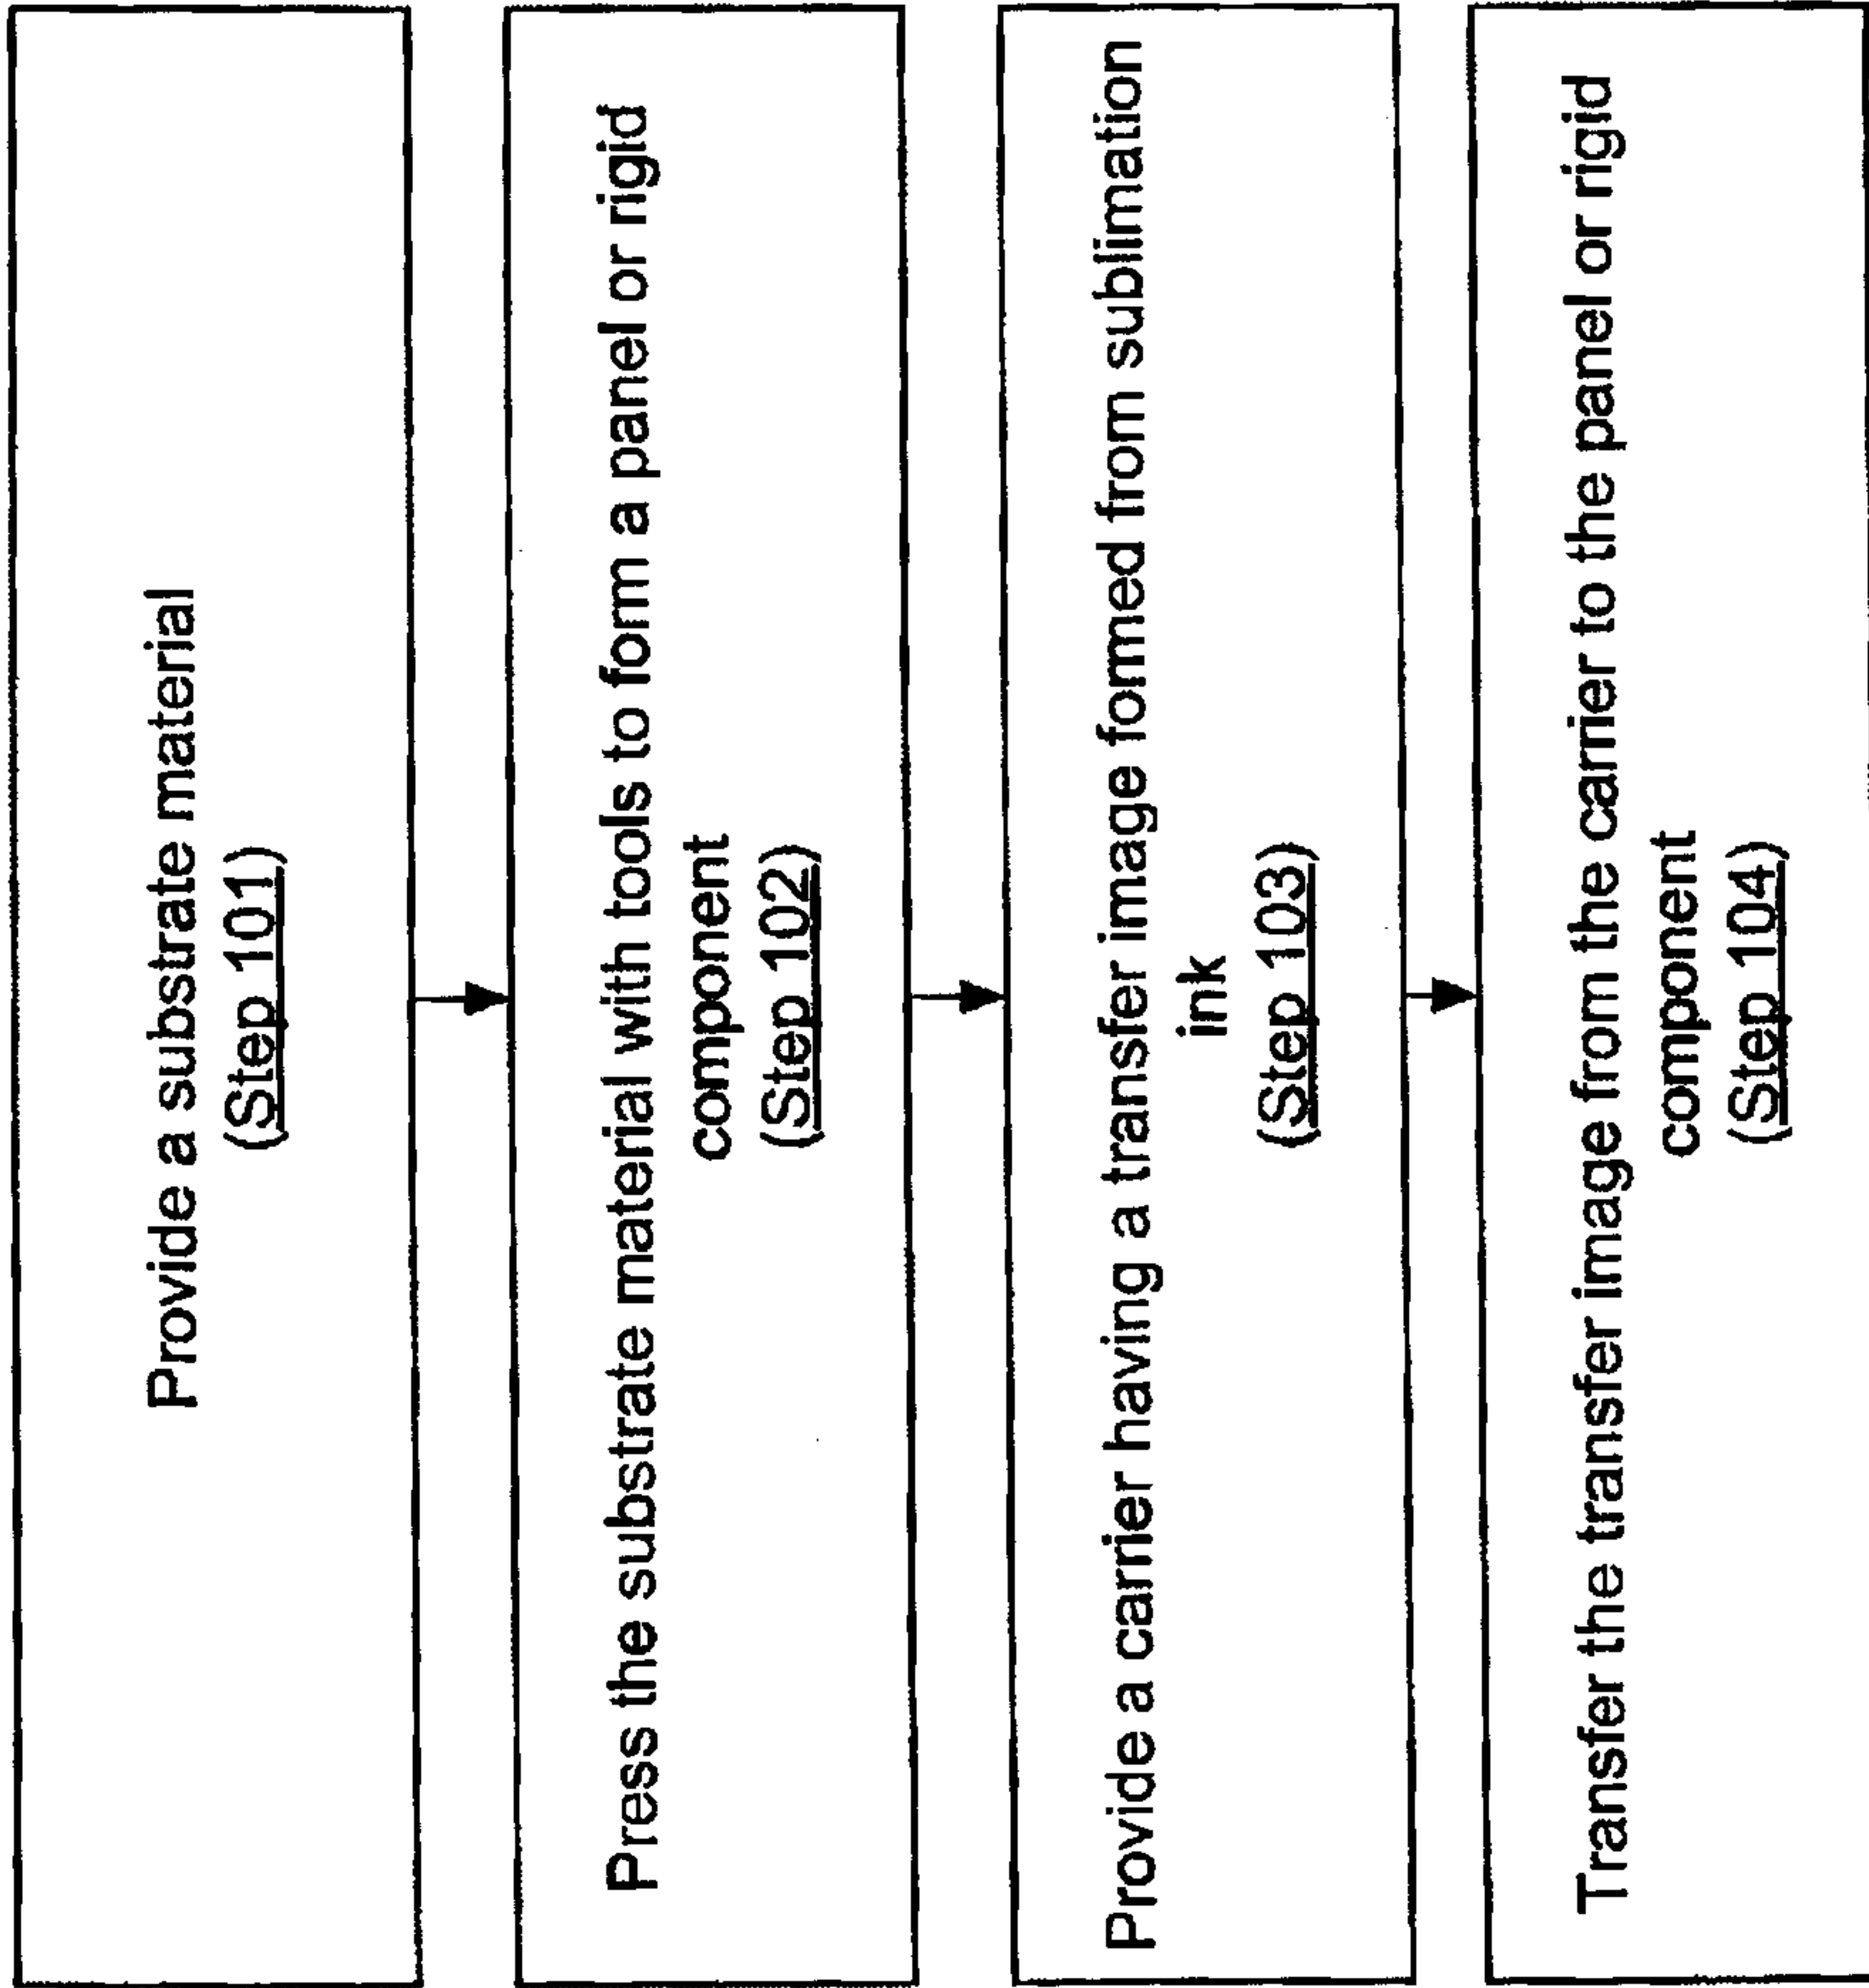 Provide a substrate material
(Step 101)
Press the substrate material with tools to form a panel or rigid
component
(Step 102)
Provide a carrier having a transfer image formed from sublimation
ink
(Step 103)
Transfer the transfer image from the carrier to the panel or rigid
component
(Step 104)